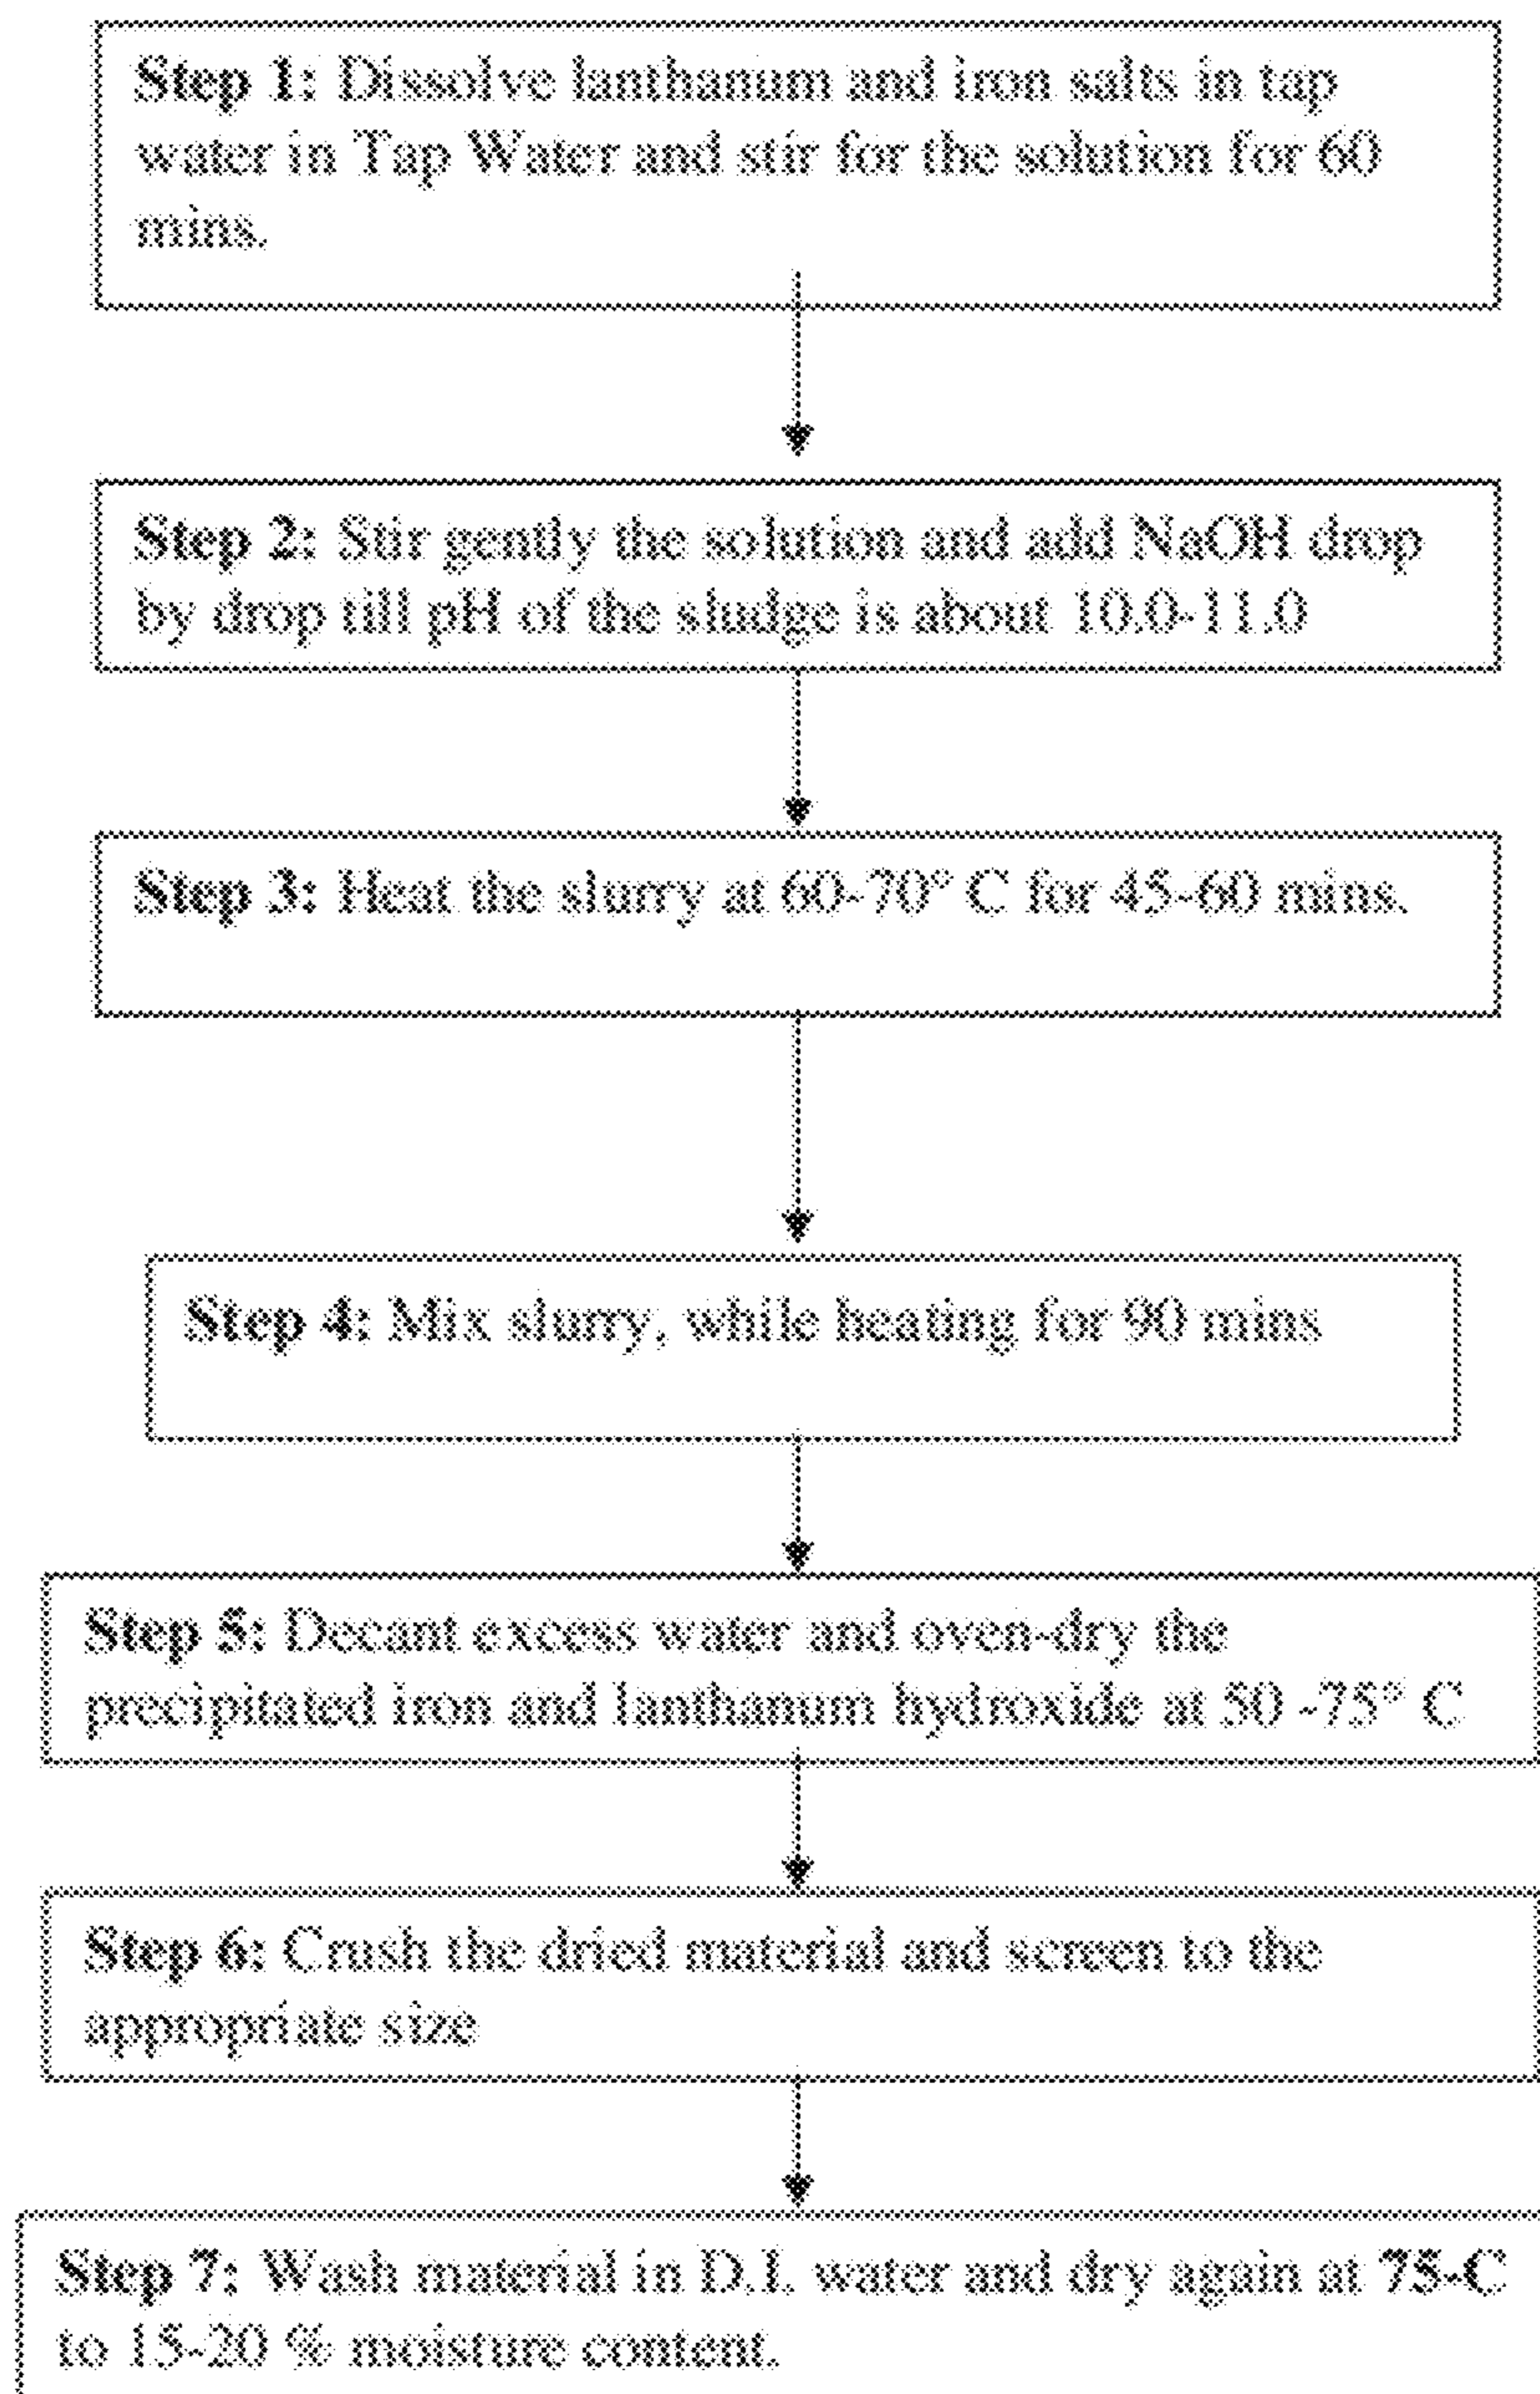 Step 1: Dissolve lanthanum and iron salts in tap
water in Tap Water and stir for the solution for 60
mins.
Step 2: Stir gently the solution and add NaOH drop
by drop till pH of the sludge is about 10.0-11.0
Step 3: Heat the slurry at 60-70° C for 45-60 mins.
Step 4: Mix slurry, while heating for 90 mins
Step 5: Decant excess water and oven-dry the
precipitated iron and lanthanum hydroxide at 50 -75° C
Step 6: Crush the dried material and screen to the
appropriate size
Step 7: Wash material in D.I. water and dry again at 75-C
to 15-20 % moisture content.